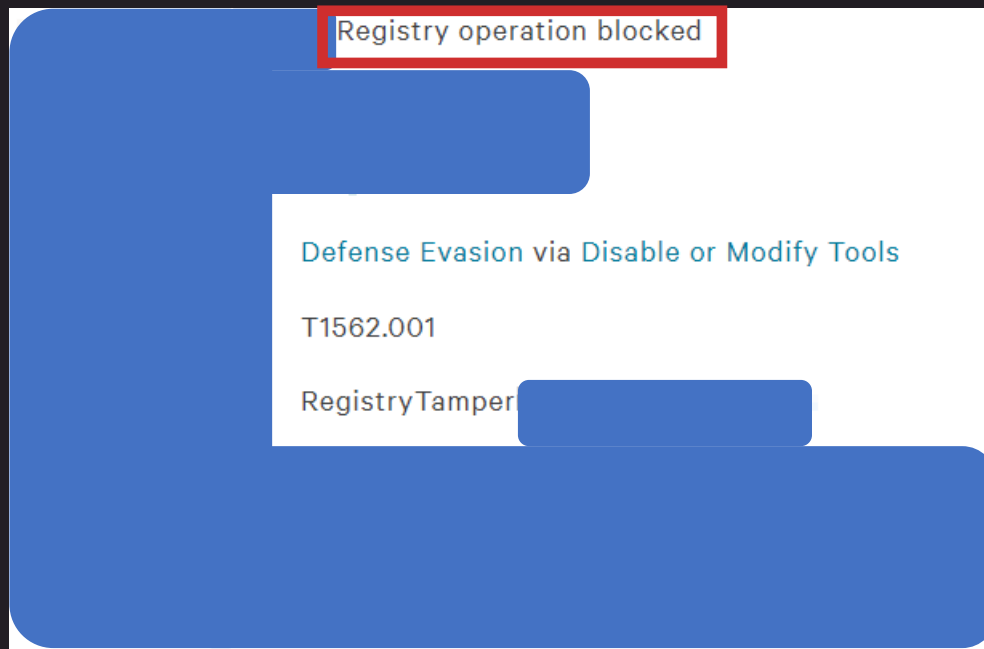 Registry operation blocked
Defense Evasion via Disable or Modify Tools
T1562.001
RegistryTamper